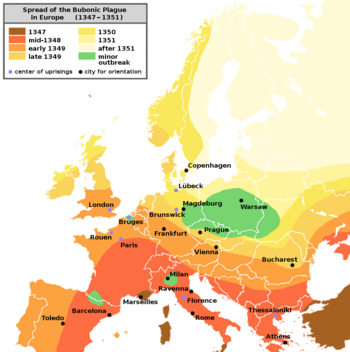 Spread of the Bubonic Plague
in Europe (1347–1351)
1347
mid-1348
early 1349
late 1349
1350
1351
after 1351
minor
outbreak
center of uprisings
city for orientation
Copenhagen
Lübeck
London
Magdeburg
Warsaw
Bruges
Brunswick
Rouen
Frankfurt
Prague
Paris
Vienna
Bucharest
Milan
Ravenna
Marseilles
Florence
Barcelona
Toledo
Rome
Thessaloniki
Athens